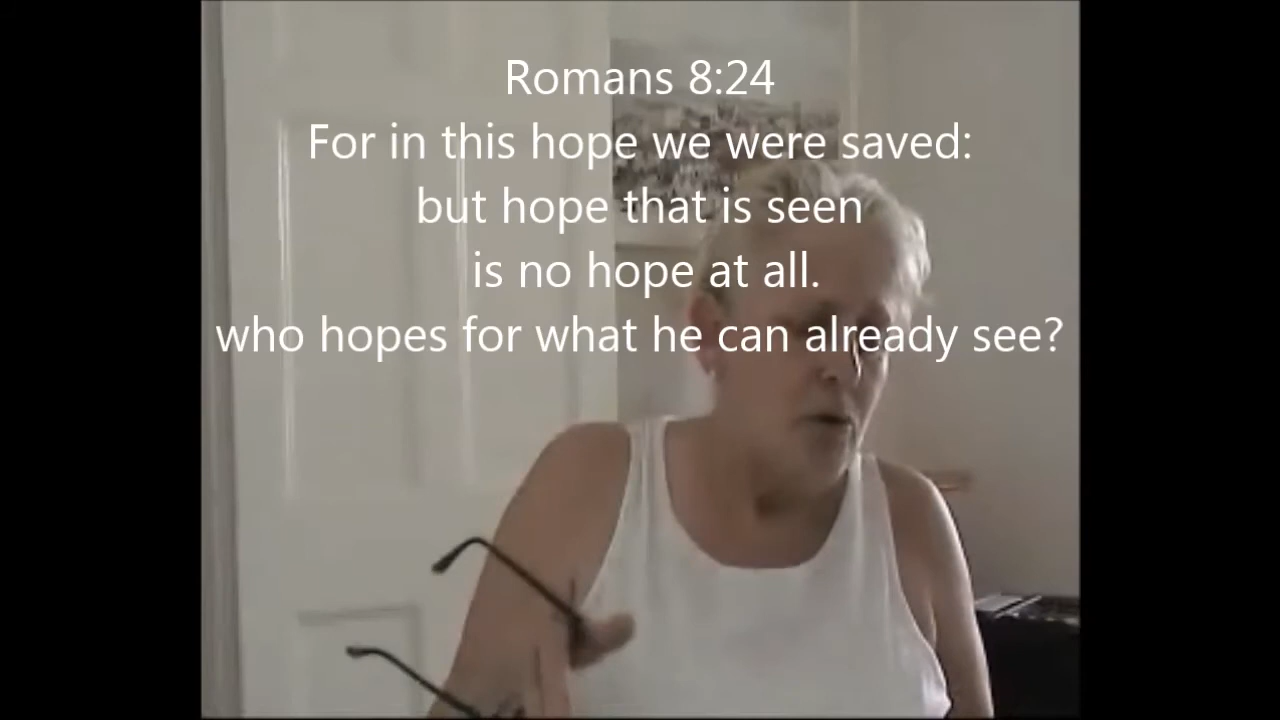 Romans 8:24
For in this hope we were saved:
but hope that is seen
is no hope at all.
who hopes for what he can already see?